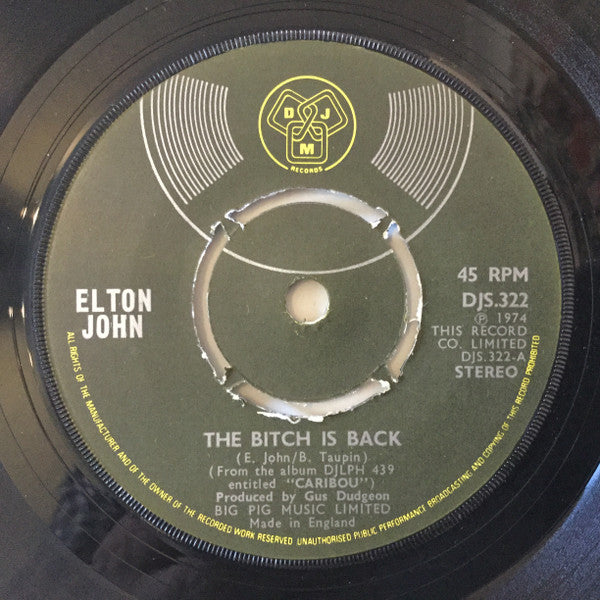 D J
M
RECORDS
ELTON
JOHN
45 RPM
DJS.322
Ⓟ 1974
THIS RECORD
CO. LIMITED
DJS.322-A
STEREO
THE BITCH IS BACK
(E. John/B. Taupin)
(From the album DJLPH 439
entitled "CARIBOU")
Produced by Gus Dudgeon
BIG PIG MUSIC LIMITED
Made in England
ALL RIGHTS OF THE MANUFACTURER AND OF THE OWNER OF THE RECORDED WORK RESERVED. UNAUTHORISED PUBLIC PERFORMANCE BROADCASTING AND COPYING OF THIS RECORD PROHIBITED